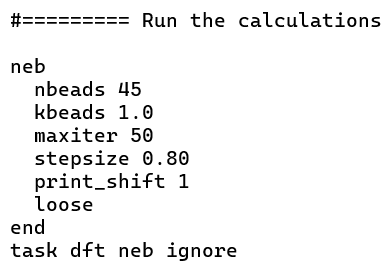 #========= Run the calculations

neb
  nbeads 45
  kbeads 1.0
  maxiter 50
  stepsize 0.80
  print_shift 1
  loose
end
task dft neb ignore